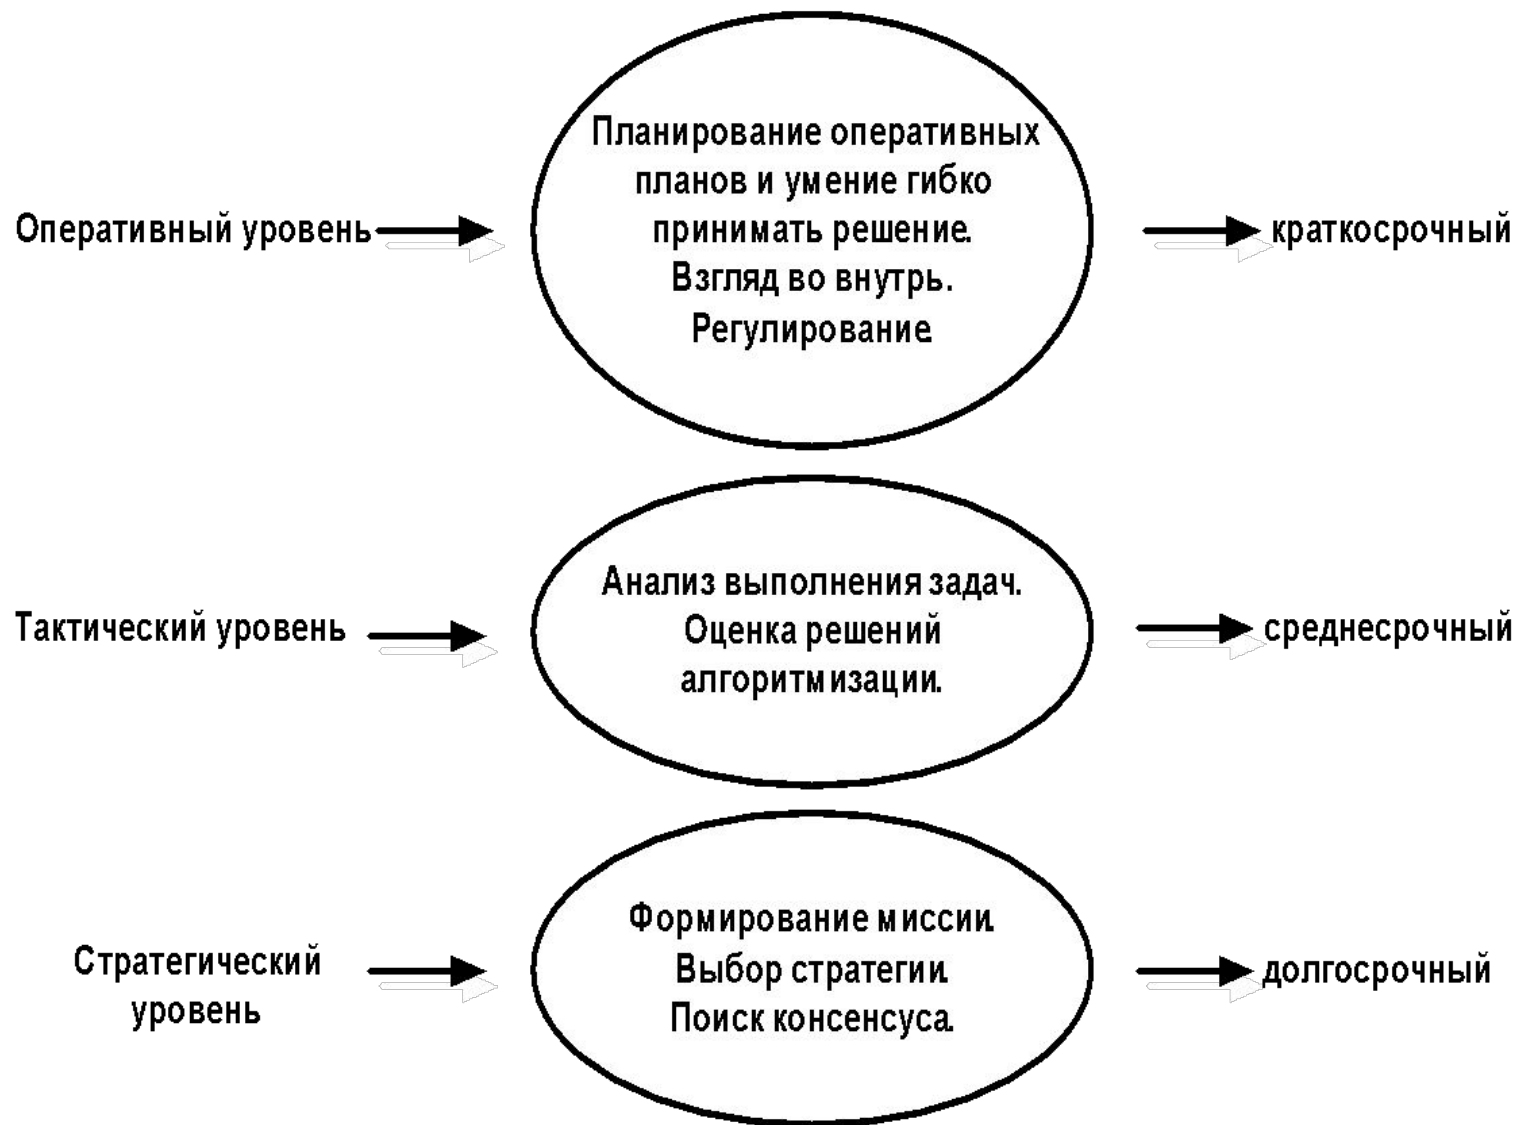 Оперативный уровень
Планирование оперативных
планов и умение гибко
принимать решение.
Взгляд во внутрь.
Регулирование.
краткосрочный
Тактический уровень
Анализ выполнения задач.
Оценка решений
алгоритмизации.
среднесрочный
Стратегический
уровень
Формирование миссии.
Выбор стратегии.
Поиск консенсуса.
долгосрочный